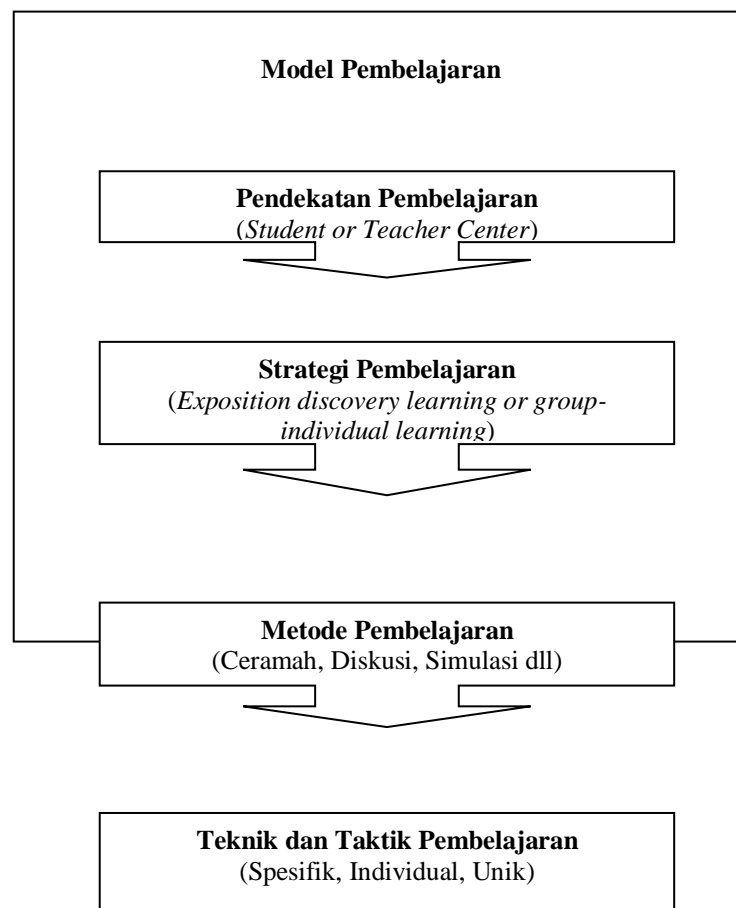 Model Pembelajaran
Pendekatan Pembelajaran
(Student or Teacher Center)
Strategi Pembelajaran
(Exposition discovery learning or group-
individual learning)
Metode Pembelajaran
(Ceramah, Diskusi, Simulasi dll)
Teknik dan Taktik Pembelajaran
(Spesifik, Individual, Unik)